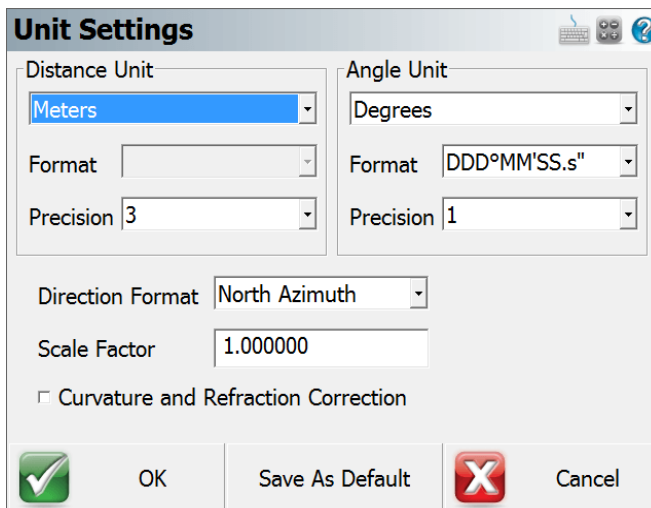 Unit Settings
Distance Unit
Meters
Format
Precision 3
Angle Unit
Degrees
Format DDD°MM'SS.s"
Precision 1
Direction Format North Azimuth
Scale Factor 1.000000
Curvature and Refraction Correction
OK Save As Default Cancel